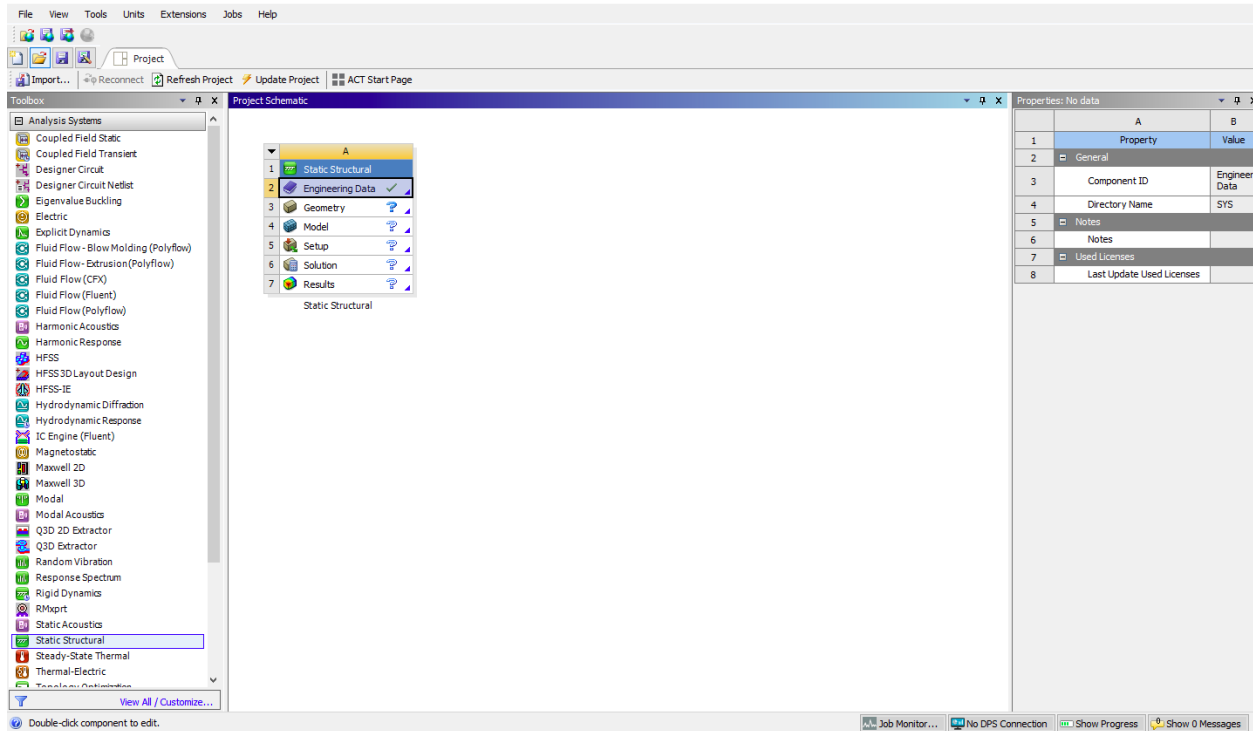 File View Tools Units Extensions Jobs Help
Project
Import... Reconnect Refresh Project Update Project ACT Start Page
Toolbox
Analysis Systems
Coupled Field Static
Coupled Field Transient
Designer Circuit
Designer Circuit Netlist
Eigenvalue Buckling
Electric
Explicit Dynamics
Fluid Flow - Blow Molding (Polyflow)
Fluid Flow - Extrusion (Polyflow)
Fluid Flow (CFX)
Fluid Flow (Fluent)
Fluid Flow (Polyflow)
Harmonic Acoustics
Harmonic Response
HFSS
HFSS 3D Layout Design
HFSS-IE
Hydrodynamic Diffraction
Hydrodynamic Response
IC Engine (Fluent)
Magnetostatic
Maxwell 2D
Maxwell 3D
Modal
Modal Acoustics
Q3D 2D Extractor
Q3D Extractor
Random Vibration
Response Spectrum
Rigid Dynamics
RMxprt
Static Acoustics
Static Structural
Steady-State Thermal
Thermal-Electric
Topology Optimization
View All / Customize...
Project Schematic
A
1 Static Structural
2 Engineering Data
3 Geometry
4 Model
5 Setup
6 Solution
7 Results
Static Structural
Properties: No data
A B
1 Property Value
2 General
3 Component ID Engineer
Data
4 Directory Name SYS
5 Notes
6 Notes
7 Used Licenses
8 Last Update Used Licenses
Double-click component to edit.
Job Monitor... No DPS Connection Show Progress Show 0 Messages